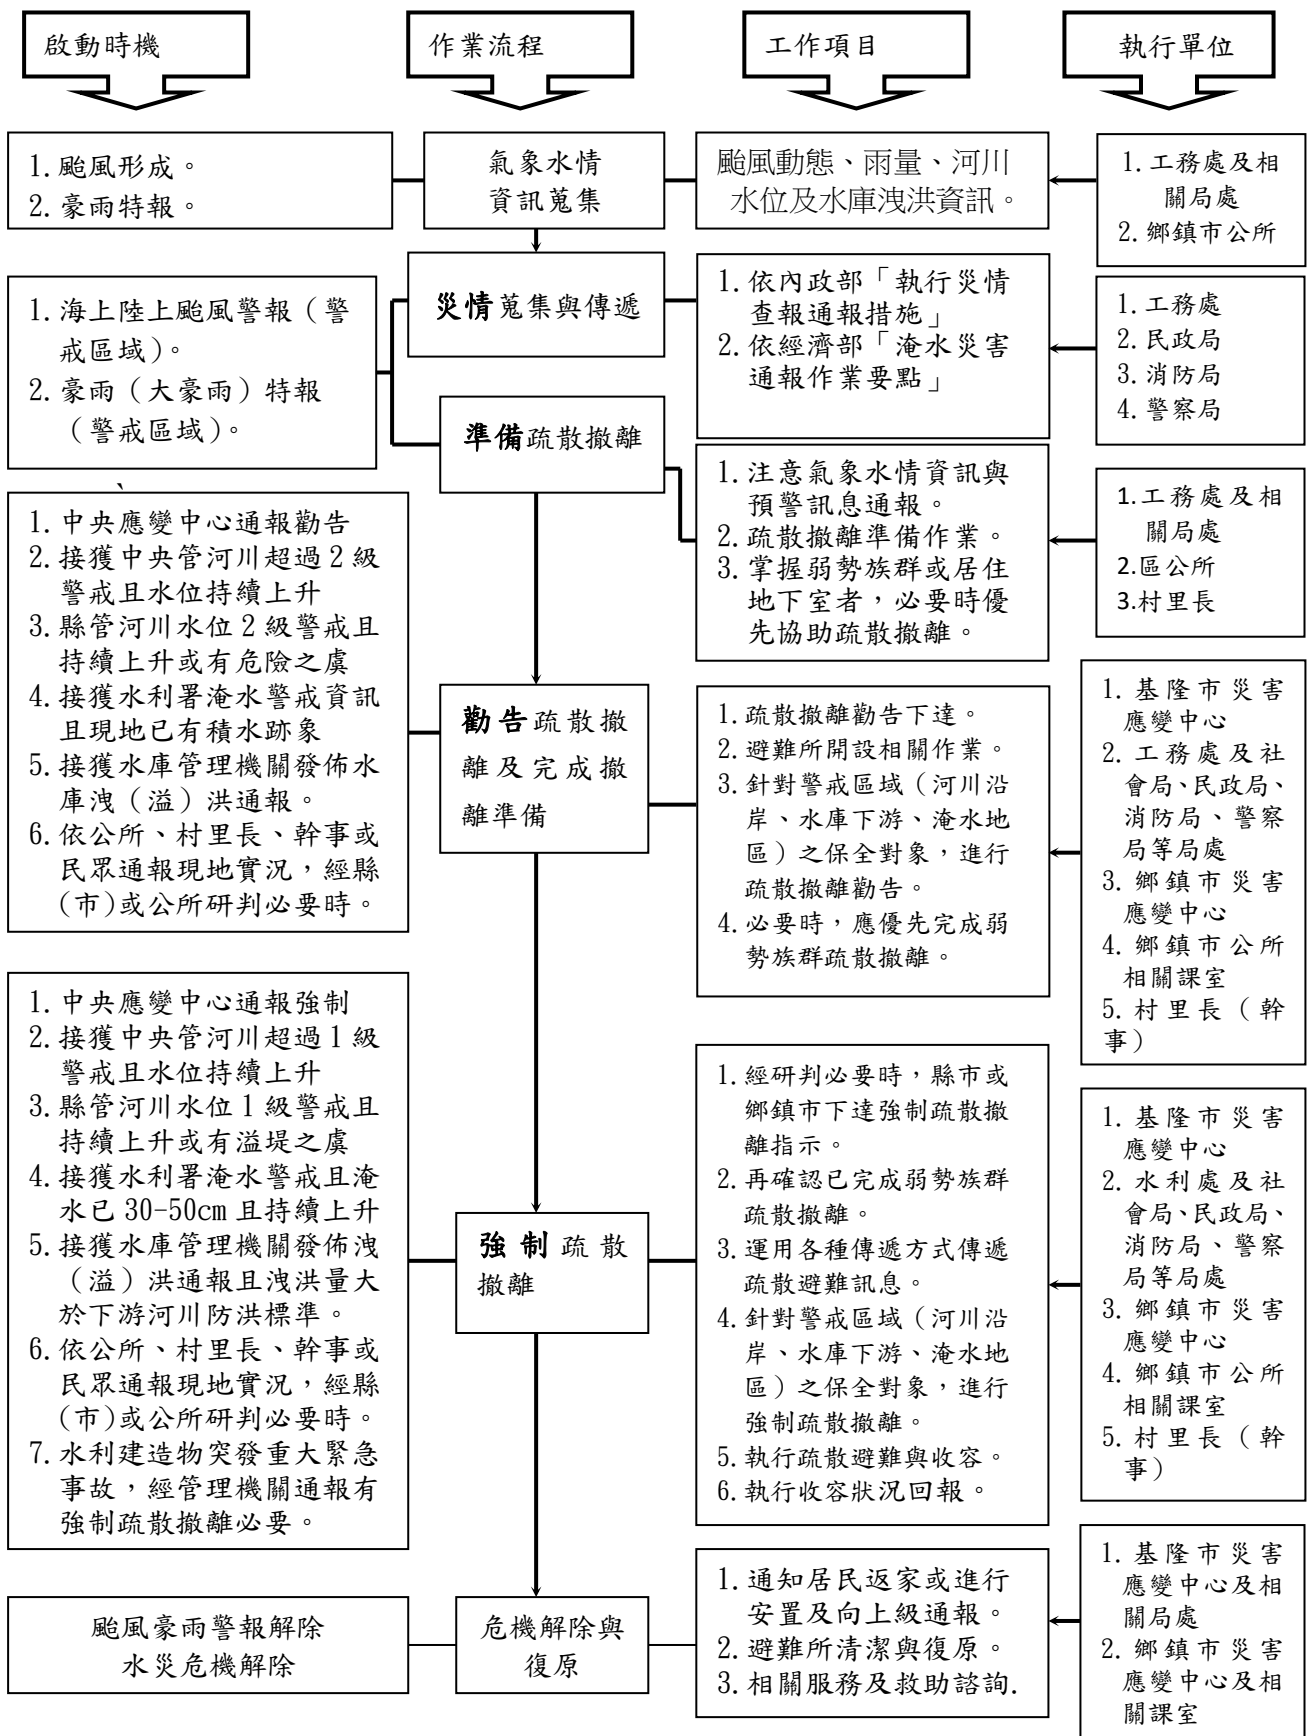 啟動時機
作業流程
工作項目
執行單位
1.颱風形成。
2.豪雨特報。
氣象水情
資訊蒐集
颱風動態、雨量、河川
水位及水庫洩洪資訊。
1.工務處及相
關局處
2.鄉鎮市公所
1.海上陸上颱風警報（警
戒區域）。
2.豪雨（大豪雨）特報
（警戒區域）。
災情蒐集與傳遞
1.依內政部「執行災情
查報通報措施」
2.依經濟部「淹水災害
通報作業要點」
1.工務處
2.民政局
3.消防局
4.警察局
準備疏散撤離
1.注意氣象水情資訊與
預警訊息通報。
2.疏散撤離準備作業。
3.掌握弱勢族群或居住
地下室者，必要時優
先協助疏散撤離。
1.工務處及相
關局處
2.區公所
3.村里長
、
1.中央應變中心通報勸告
2.接獲中央管河川超過2級
警戒且水位持續上升
3.縣管河川水位2級警戒且
持續上升或有危險之虞
4.接獲水利署淹水警戒資訊
且現地已有積水跡象
5.接獲水庫管理機關發佈水
庫洩（溢）洪通報。
6.依公所、村里長、幹事或
民眾通報現地實況，經縣
(市)或公所研判必要時。
勸告疏散撤
離及完成撤
離準備
1.疏散撤離勸告下達。
2.避難所開設相關作業。
3.針對警戒區域（河川沿
岸、水庫下游、淹水地
區）之保全對象，進行
疏散撤離勸告。
4.必要時，應優先完成弱
勢族群疏散撤離。
1.基隆市災害
應變中心
2.工務處及社
會局、民政局、
消防局、警察
局等局處
3.鄉鎮市災害
應變中心
4.鄉鎮市公所
相關課室
5.村里長（幹
事）
1.中央應變中心通報強制
2.接獲中央管河川超過1級
警戒且水位持續上升
3.縣管河川水位1級警戒且
持續上升或有溢堤之虞
4.接獲水利署淹水警戒且淹
水已30-50cm且持續上升
5.接獲水庫管理機關發佈洩
（溢）洪通報且洩洪量大
於下游河川防洪標準。
6.依公所、村里長、幹事或
民眾通報現地實況，經縣
(市)或公所研判必要時。
7.水利建造物突發重大緊急
事故，經管理機關通報有
強制疏散撤離必要。
強制疏散
撤離
1.經研判必要時，縣市或
鄉鎮市下達強制疏散撤
離指示。
2.再確認已完成弱勢族群
疏散撤離。
3.運用各種傳遞方式傳遞
疏散避難訊息。
4.針對警戒區域（河川沿
岸、水庫下游、淹水地
區）之保全對象，進行
強制疏散撤離。
5.執行疏散避難與收容。
6.執行收容狀況回報。
1.基隆市災害
應變中心
2.水利處及社
會局、民政局、
消防局、警察
局等局處
3.鄉鎮市災害
應變中心
4.鄉鎮市公所
相關課室
5.村里長（幹
事）
颱風豪雨警報解除
水災危機解除
危機解除與
復原
1.通知居民返家或進行
安置及向上級通報。
2.避難所清潔與復原。
3.相關服務及救助諮詢.
1.基隆市災害
應變中心及相
關局處
2.鄉鎮市災害
應變中心及相
關課室